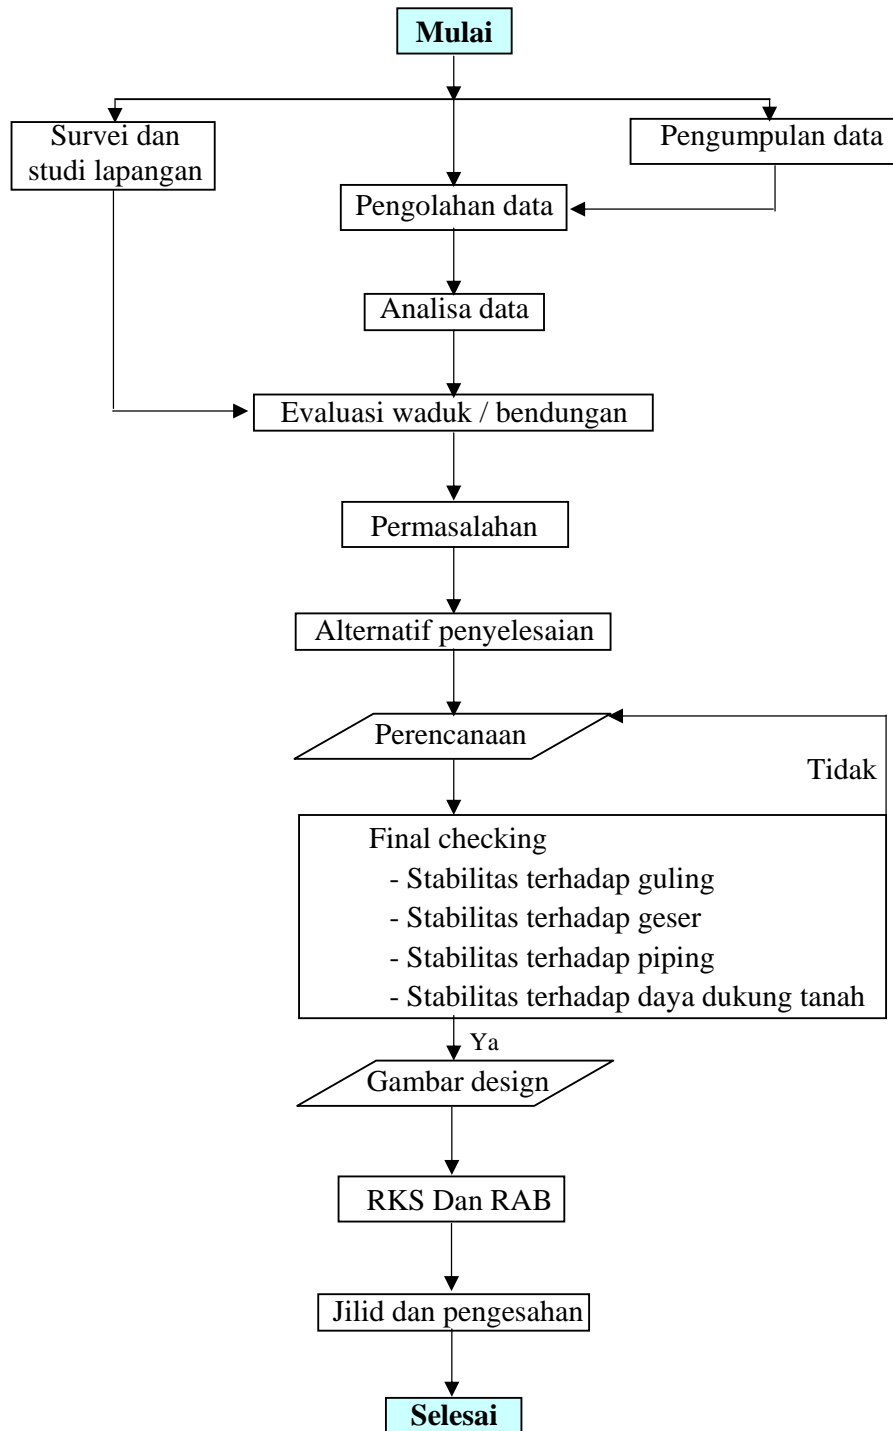 Mulai
Survei dan
studi lapangan
Pengumpulan data
Pengolahan data
Analisa data
Evaluasi waduk / bendungan
Permasalahan
Alternatif penyelesaian
Perencanaan
Tidak
Final checking
- Stabilitas terhadap guling
- Stabilitas terhadap geser
- Stabilitas terhadap piping
- Stabilitas terhadap daya dukung tanah
Ya
Gambar design
RKS Dan RAB
Jilid dan pengesahan
Selesai